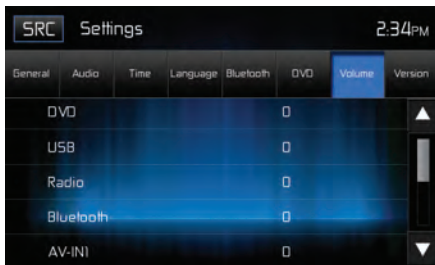 SRC Settings 2:34PM
General Audio Time Language Bluetooth DVD Volume Version
DVD 0
USB 0
Radio 0
Bluetooth 0
AV-IN1 0